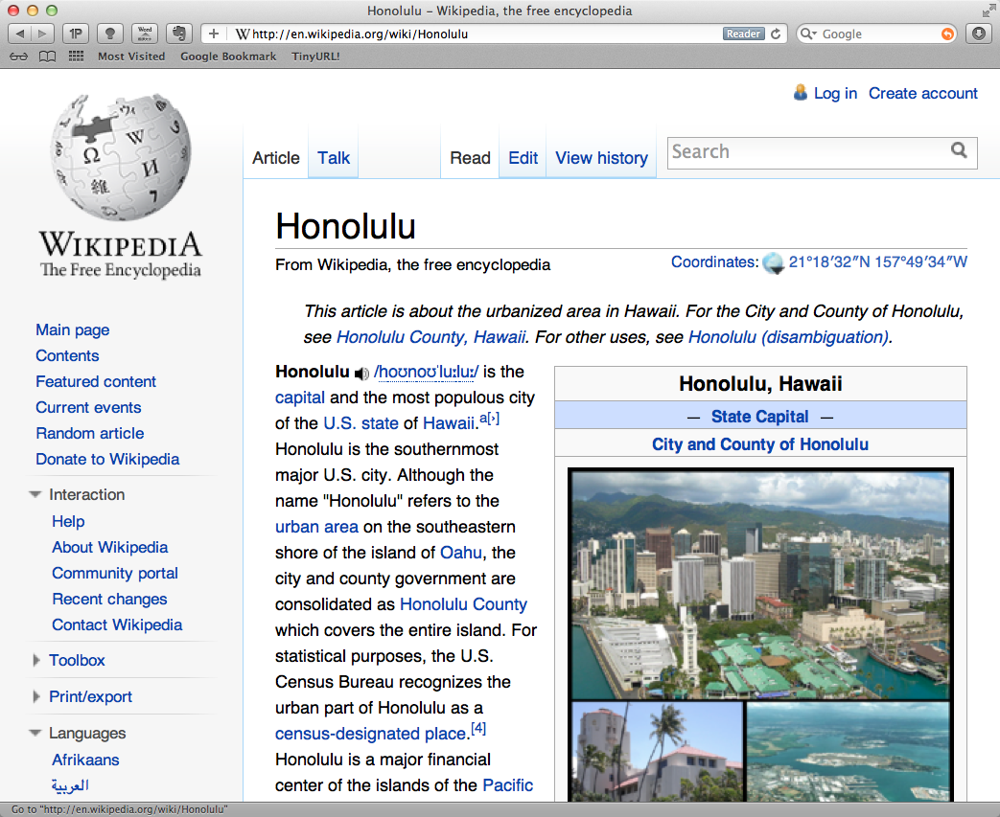 Honolulu – Wikipedia, the free encyclopedia
1P Word + W http://en.wikipedia.org/wiki/Honolulu Reader Google
Most Visited Google Bookmark TinyURL!
Log in Create account
Article Talk Read Edit View history Search
Ω W И 維 7
WIKIPEDIA
The Free Encyclopedia
Main page
Contents
Featured content
Current events
Random article
Donate to Wikipedia
Interaction
Help
About Wikipedia
Community portal
Recent changes
Contact Wikipedia
Toolbox
Print/export
Languages
Afrikaans
العربية
Honolulu
From Wikipedia, the free encyclopedia
Coordinates: 21°18′32″N 157°49′34″W
This article is about the urbanized area in Hawaii. For the City and County of Honolulu,
see Honolulu County, Hawaii. For other uses, see Honolulu (disambiguation).
Honolulu /hoʊnoʊˈluːluː/ is the
capital and the most populous city
of the U.S. state of Hawaii.a[›]
Honolulu is the southernmost
major U.S. city. Although the
name "Honolulu" refers to the
urban area on the southeastern
shore of the island of Oahu, the
city and county government are
consolidated as Honolulu County
which covers the entire island. For
statistical purposes, the U.S.
Census Bureau recognizes the
urban part of Honolulu as a
census-designated place.[4]
Honolulu is a major financial
center of the islands of the Pacific
Honolulu, Hawaii
— State Capital —
City and County of Honolulu
Go to "http://en.wikipedia.org/wiki/Honolulu"